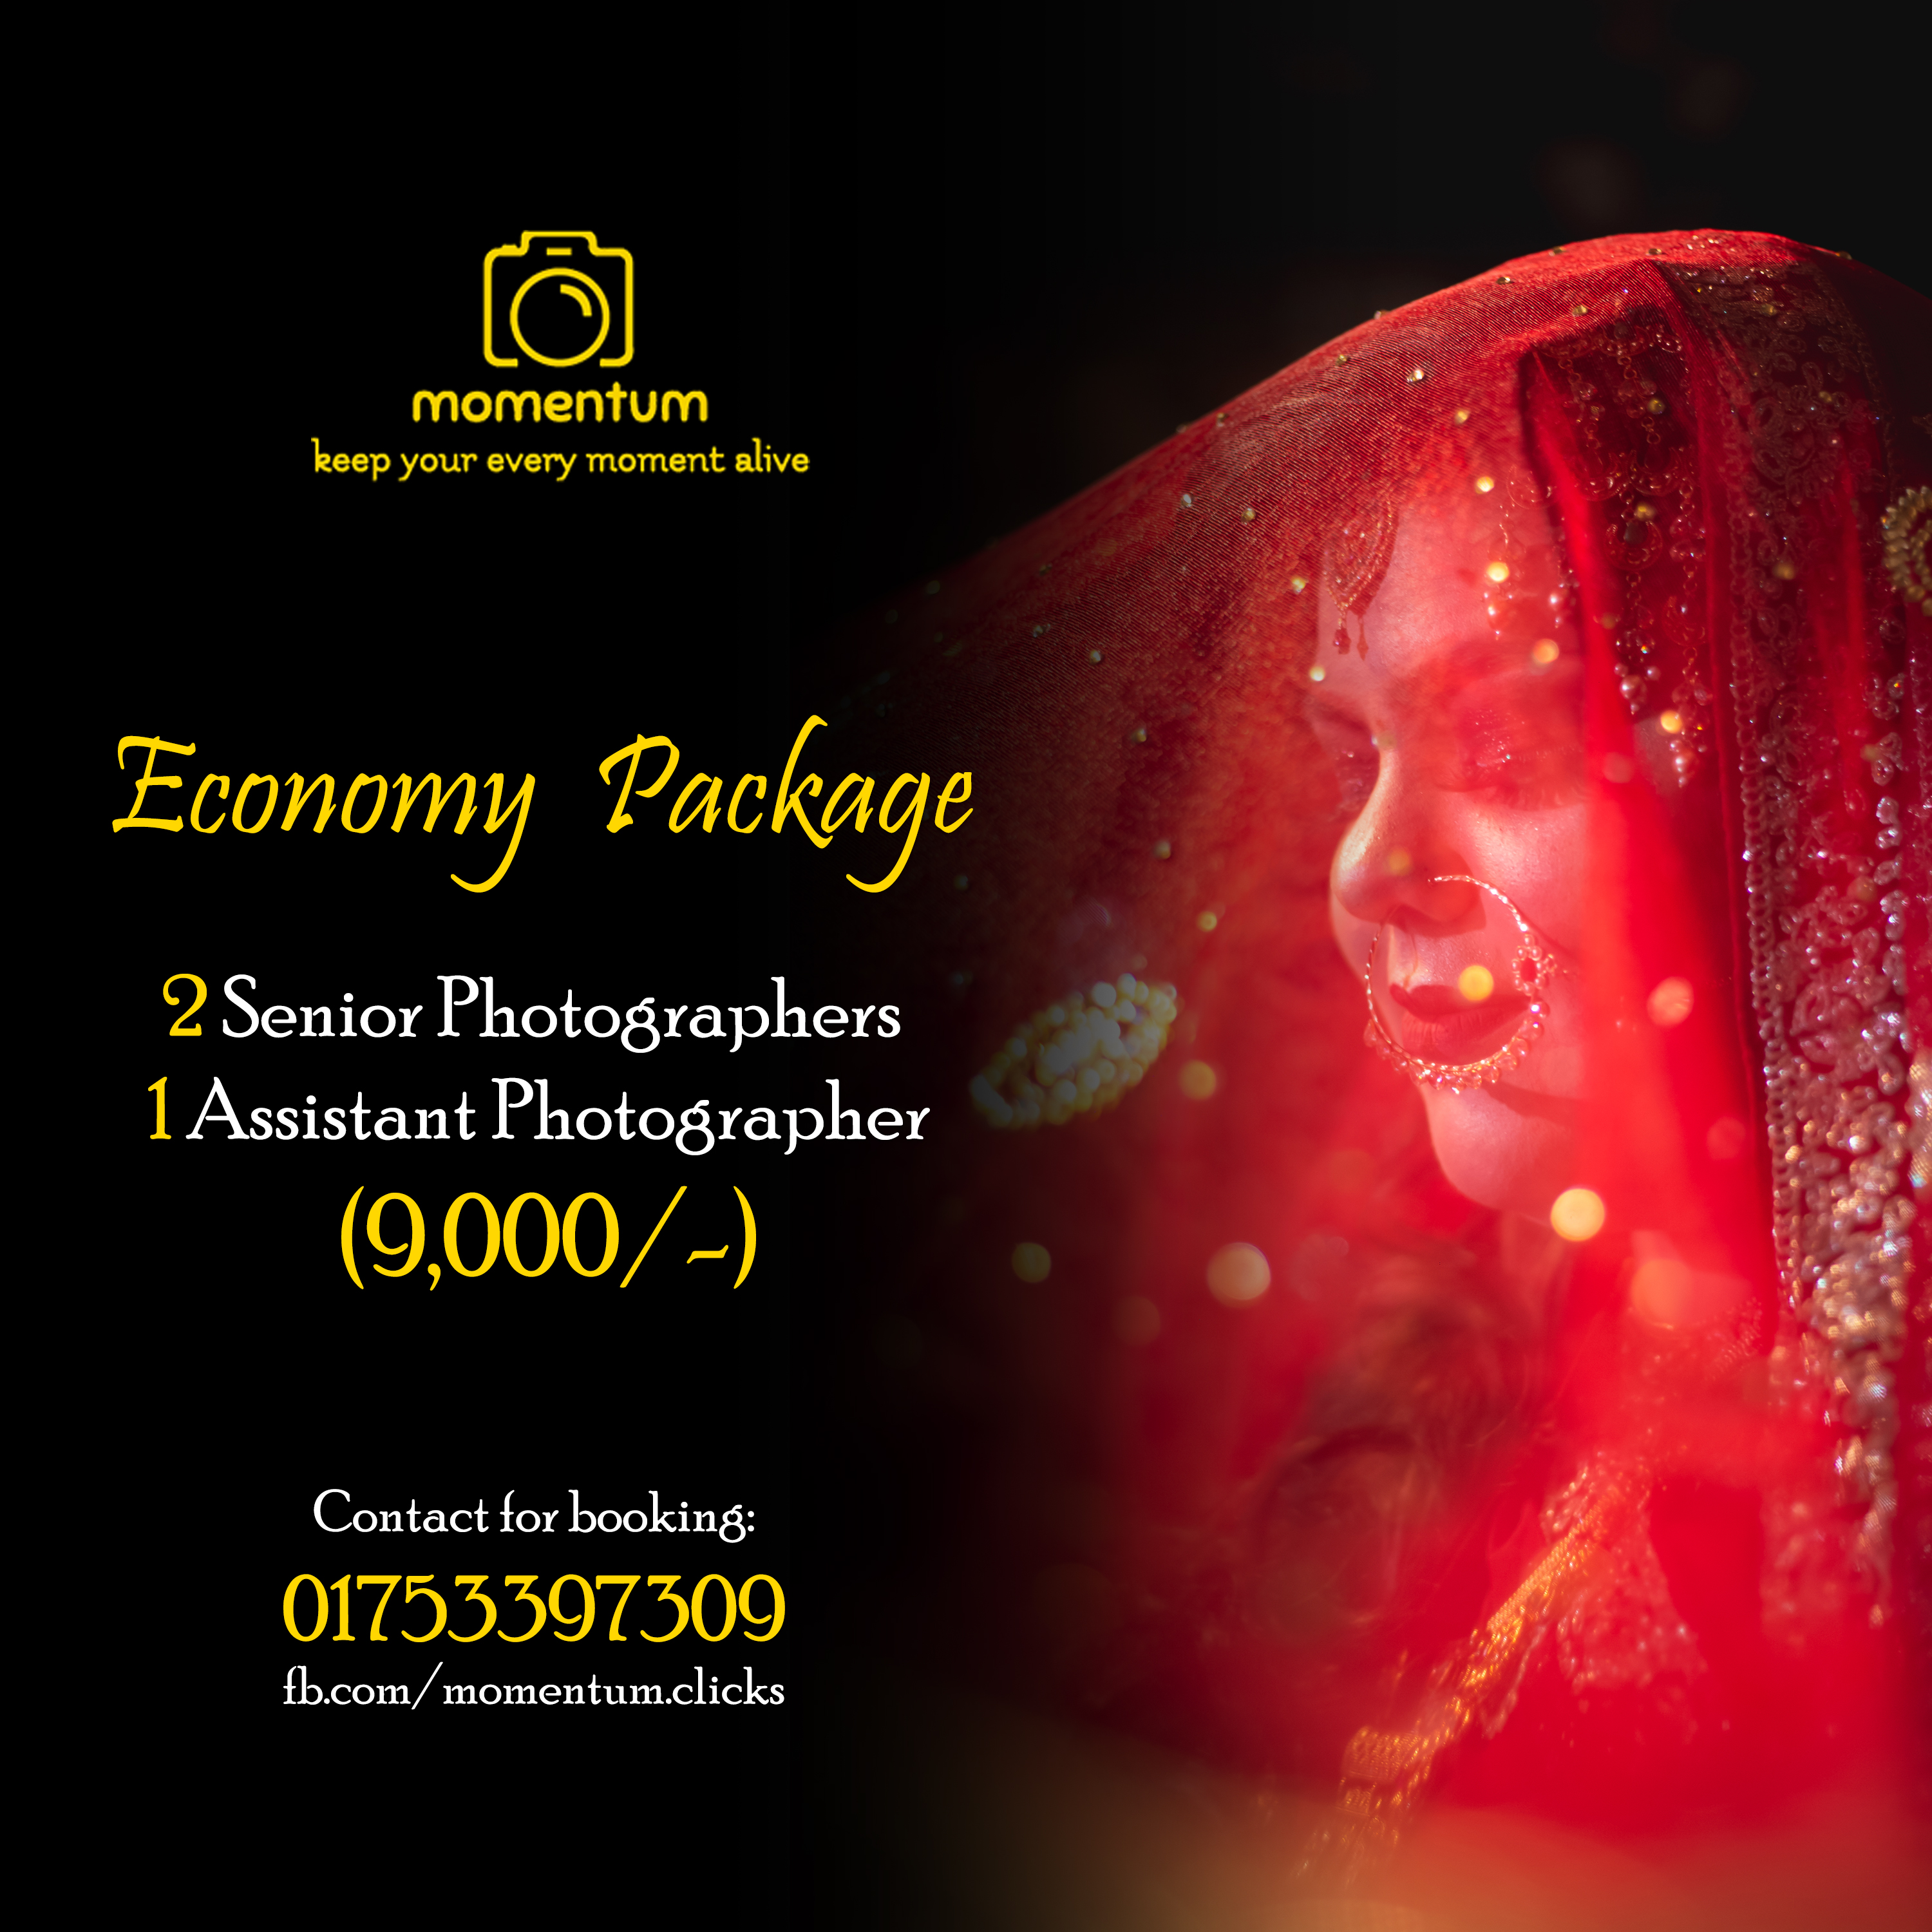 momentum
keep your every moment alive
Economy Package
2 Senior Photographers
1 Assistant Photographer
(9,000/-)
Contact for booking:
01753397309
fb.com/momentum.clicks